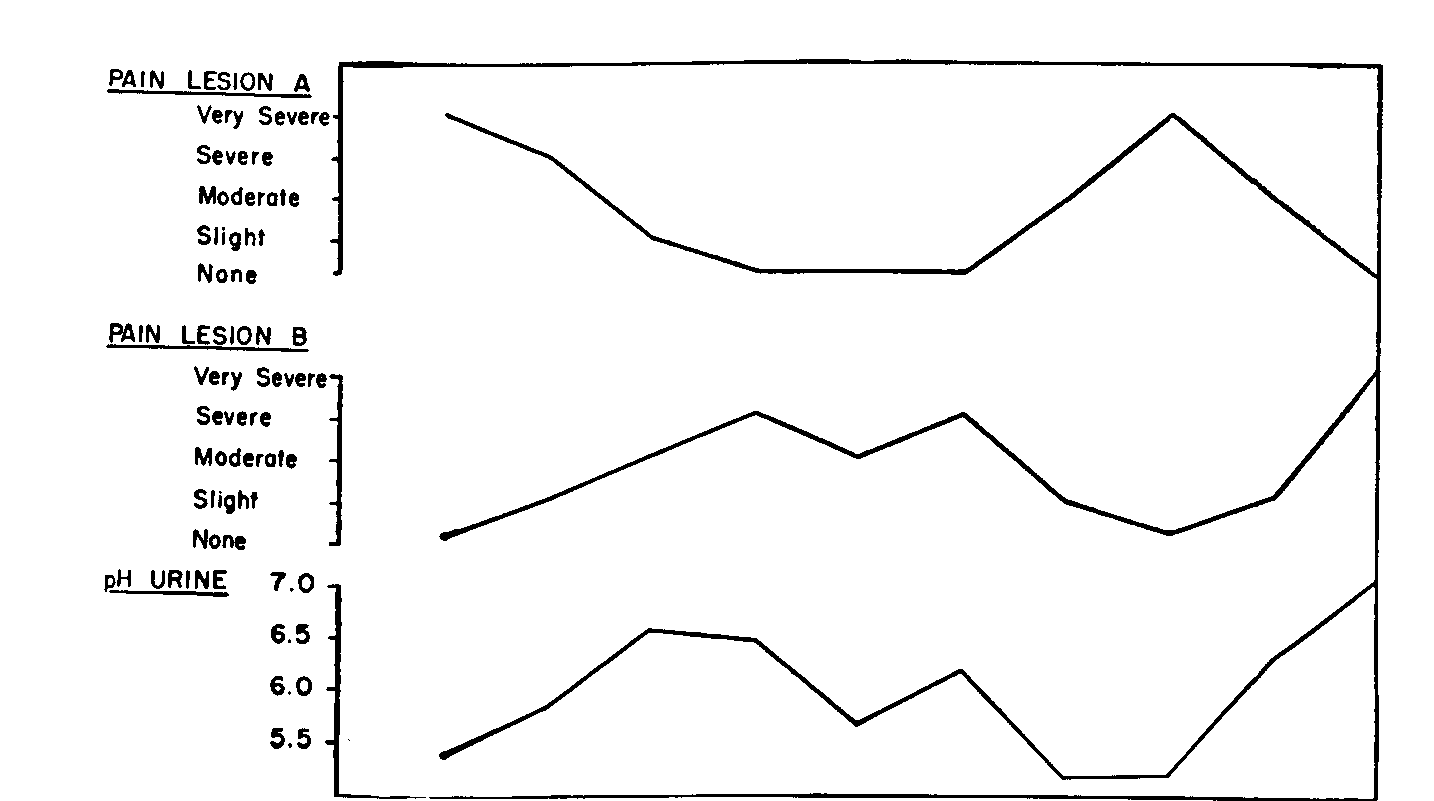 PAIN LESION A
Very Severe
Severe
Moderate
Slight
None
PAIN LESION B
Very Severe
Severe
Moderate
Slight
None
pH URINE 7.0
6.5
6.0
5.5